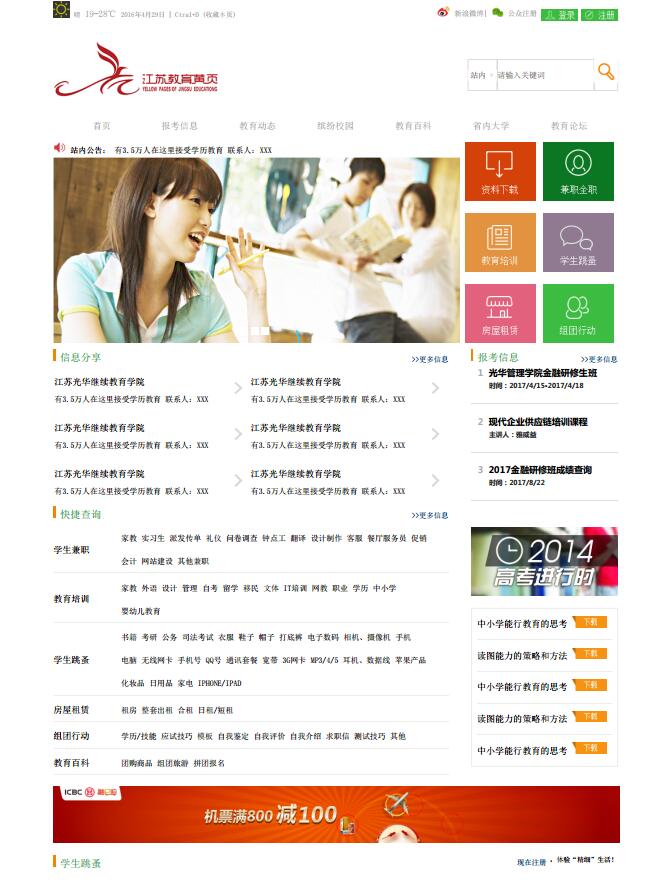 晴 19~28℃ 2016年4月29日 | Ctral+D (收藏本页)
新浪微博| 公众注册 登录 注册
江苏教育黄页
YELLOW PAGES OF JINGSU EDUCATIONG
站内 请输入关键词
首页 报考信息 教育动态 缤纷校园 教育百科 省内大学 教育论坛
站内公告: 有3.5万人在这里接受学历教育 联系人: XXX
资料下载 兼职全职
教育培训 学生跳蚤
房屋租赁 组团行动
信息分享 >>更多信息
江苏光华继续教育学院 江苏光华继续教育学院
有3.5万人在这里接受学历教育 联系人: XXX 有3.5万人在这里接受学历教育 联系人: XXX
江苏光华继续教育学院 江苏光华继续教育学院
有3.5万人在这里接受学历教育 联系人: XXX 有3.5万人在这里接受学历教育 联系人: XXX
江苏光华继续教育学院 江苏光华继续教育学院
有3.5万人在这里接受学历教育 联系人: XXX 有3.5万人在这里接受学历教育 联系人: XXX
报考信息 >>更多信息
1 光华管理学院金融研修生班
时间: 2017/4/15-2017/4/18
2 现代企业供应链培训课程
主讲人: 雅威益
3 2017金融研修班成绩查询
时间: 2017/8/22
快捷查询 >>更多信息
学生兼职
家教 实习生 派发传单 礼仪 问卷调查 钟点工 翻译 设计制作 客服 餐厅服务员 促销
会计 网站建设 其他兼职
教育培训
家教 外语 设计 管理 自考 留学 移民 文体 IT培训 网教 职业 学历 中小学
婴幼儿教育
学生跳蚤
书籍 考研 公务 司法考试 衣服 鞋子 帽子 打底裤 电子数码 相机、摄像机 手机
电脑 无线网卡 手机号 QQ号 通讯套餐 宽带 3G网卡 MP3/4/5 耳机、数据线 苹果产品
化妆品 日用品 家电 IPHONE/IPAD
房屋租赁 租房 整套出租 合租 日租/短租
组团行动 学历/技能 应试技巧 模板 自我鉴定 自我评价 自我介绍 求职信 测试技巧 其他
教育百科 团购商品 组团旅游 拼团报名
2014
高考进行时
中小学能行教育的思考 下载
读图能力的策略和方法 下载
中小学能行教育的思考 下载
读图能力的策略和方法 下载
中小学能行教育的思考 下载
ICBC
机票满800 减100
学生跳蚤 现在注册 · 体验“精细”生活!